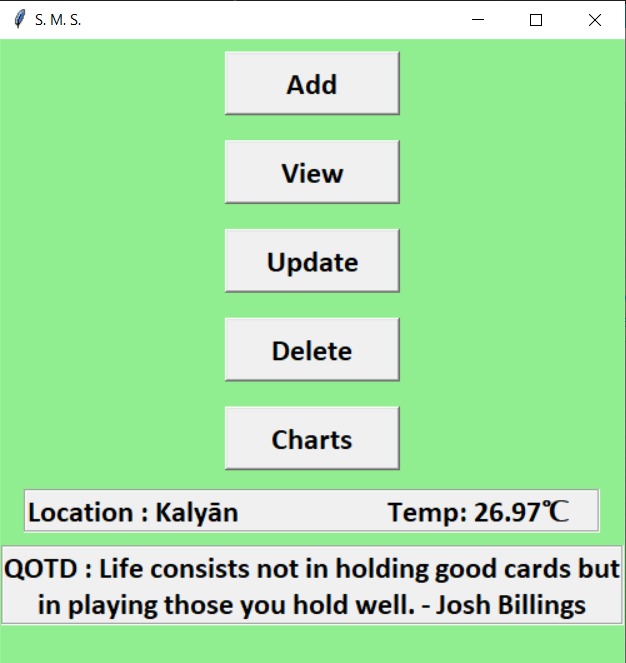 S. M. S.
Add
View
Update
Delete
Charts
Location : Kalyān Temp: 26.97℃
QOTD : Life consists not in holding good cards but
in playing those you hold well. - Josh Billings